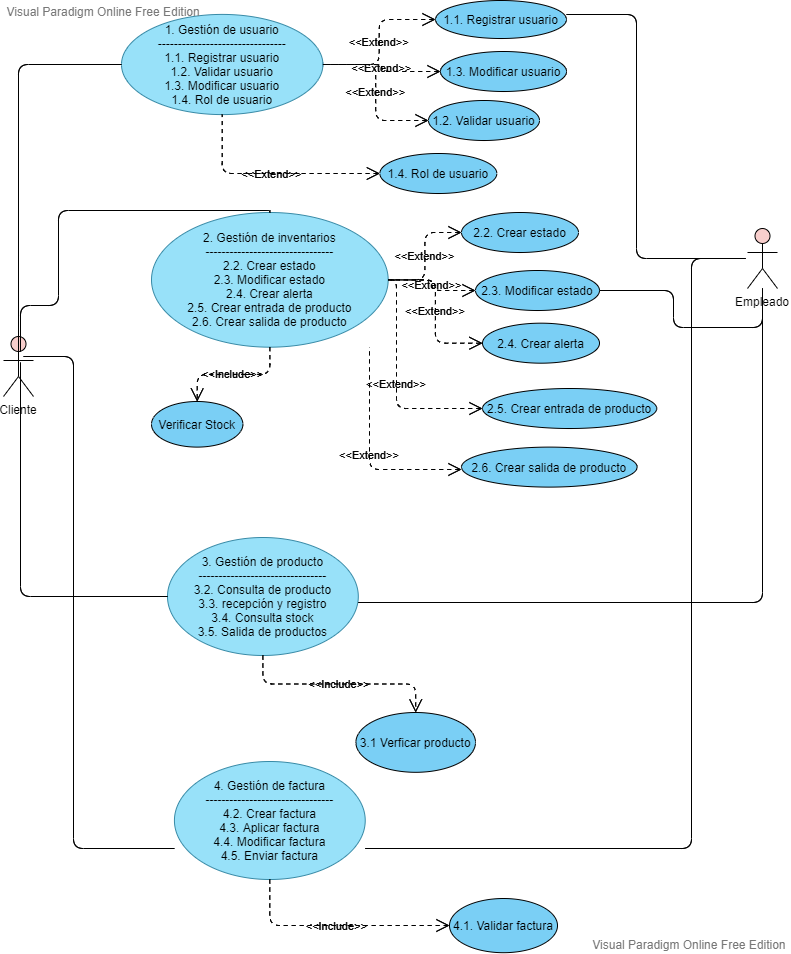 Visual Paradigm Online Free Edition
1. Gestión de usuario
--------------------------------
1.1. Registrar usuario
1.2. Validar usuario
1.3. Modificar usuario
1.4. Rol de usuario
<<Extend>>
<<Extend>>
<<Extend>>
<<Extend>>
1.1. Registrar usuario
1.3. Modificar usuario
1.2. Validar usuario
1.4. Rol de usuario
2. Gestión de inventarios
--------------------------------
2.2. Crear estado
2.3. Modificar estado
2.4. Crear alerta
2.5. Crear entrada de producto
2.6. Crear salida de producto
<<Extend>>
<<Extend>>
<<Extend>>
<<Extend>>
<<Extend>>
2.2. Crear estado
2.3. Modificar estado
2.4. Crear alerta
2.5. Crear entrada de producto
2.6. Crear salida de producto
Empleado
Cliente
<<Include>>
Verificar Stock
3. Gestión de producto
--------------------------------
3.2. Consulta de producto
3.3. recepción y registro
3.4. Consulta stock
3.5. Salida de productos
<<Include>>
3.1 Verficar producto
4. Gestión de factura
--------------------------------
4.2. Crear factura
4.3. Aplicar factura
4.4. Modificar factura
4.5. Enviar factura
<<Include>>
4.1. Validar factura
Visual Paradigm Online Free Edition